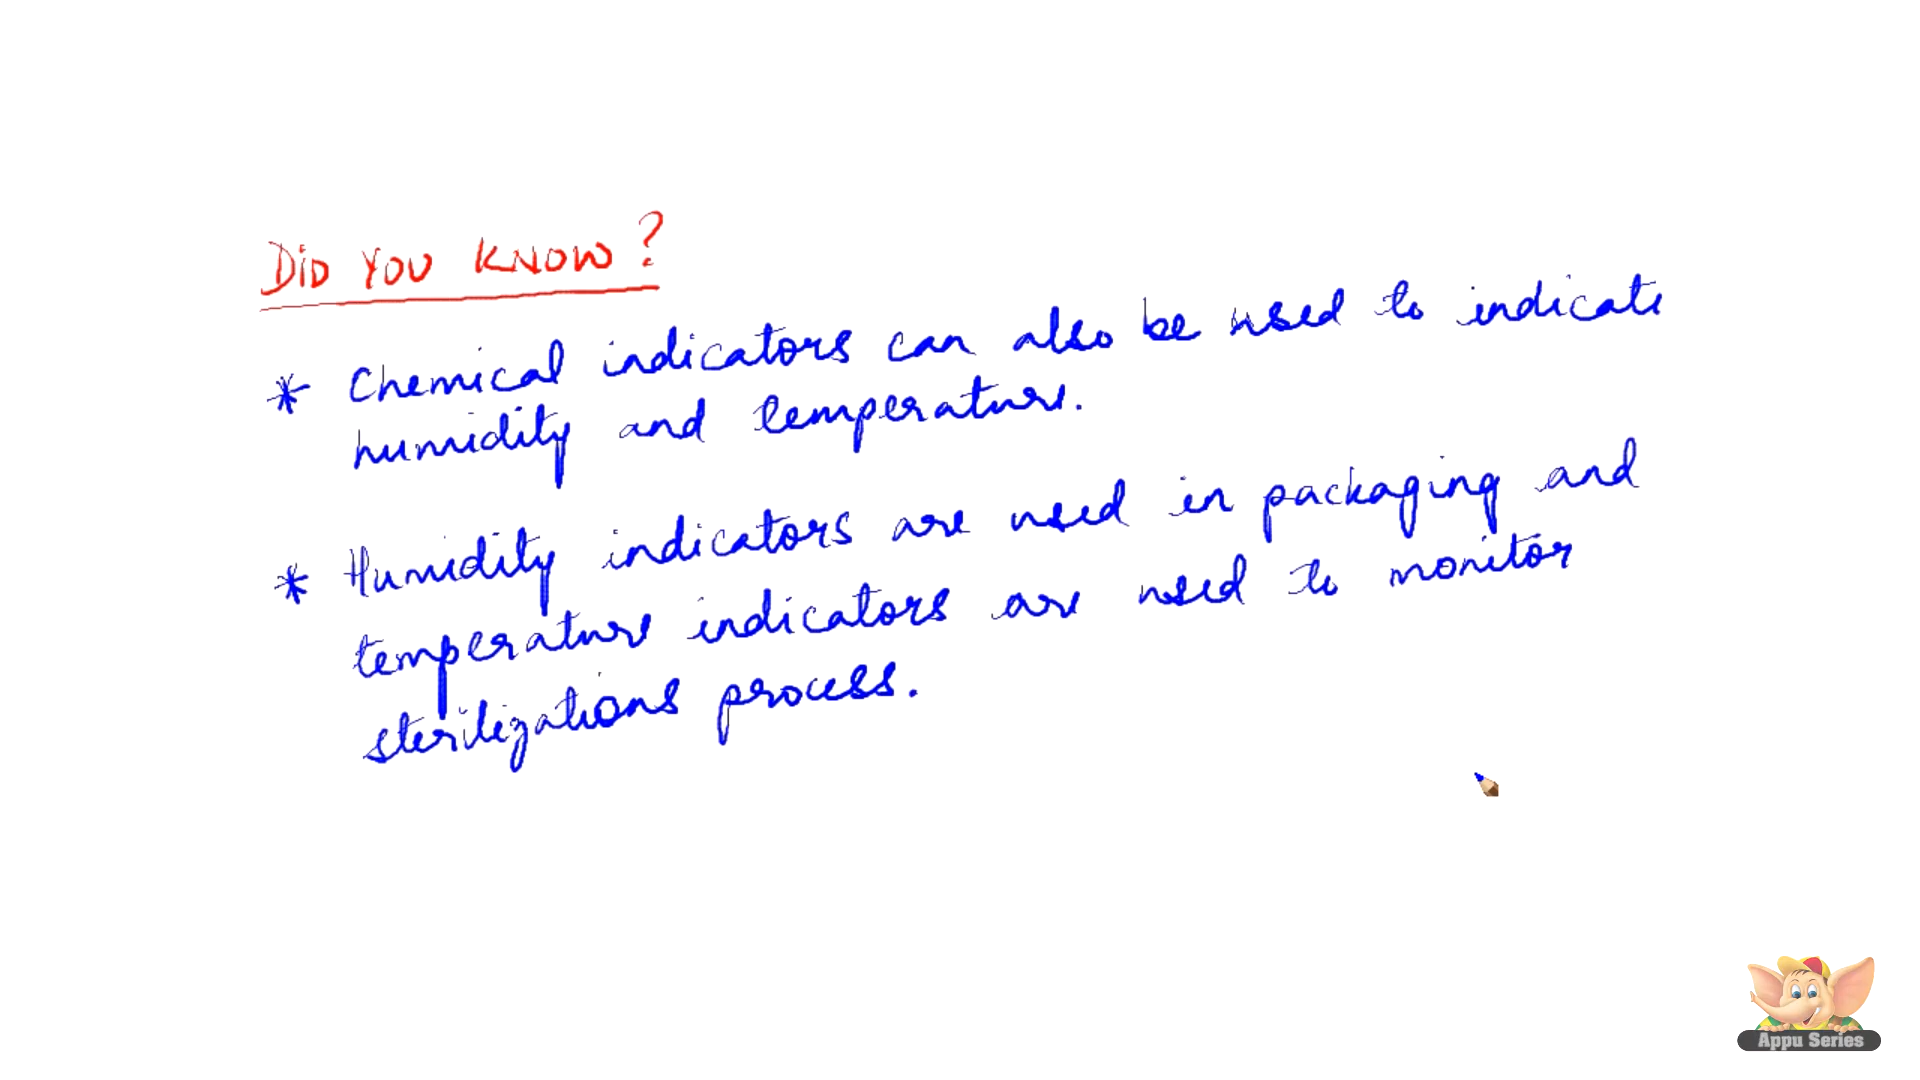 DiD YOU KNOW?
* Chemical indicators can also be used to indicate
humidity and temperature.
* Humidity indicators are used in packaging and
temperature indicators are used to monitor
sterilizations process.
Appu Series